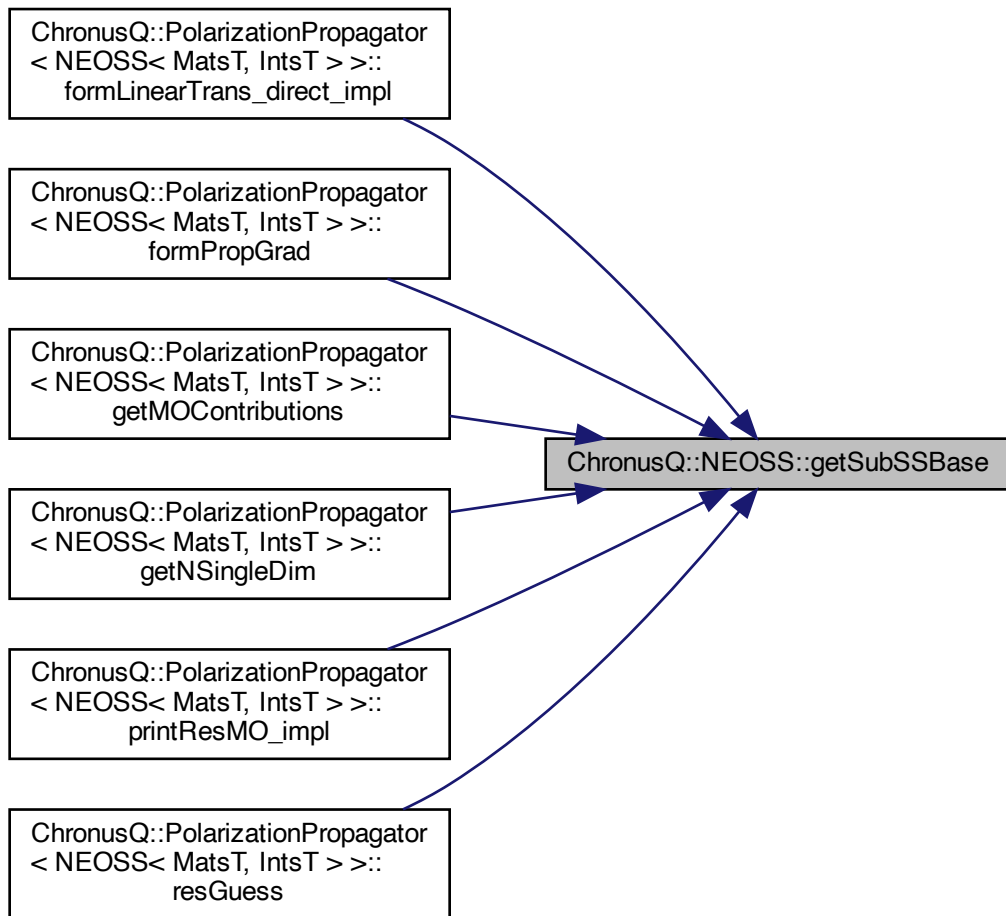 ChronusQ::PolarizationPropagator
< NEOSS< MatsT, IntsT > >::
formLinearTrans_direct_impl
ChronusQ::PolarizationPropagator
< NEOSS< MatsT, IntsT > >::
formPropGrad
ChronusQ::PolarizationPropagator
< NEOSS< MatsT, IntsT > >::
getMOContributions
ChronusQ::NEOSS::getSubSSBase
ChronusQ::PolarizationPropagator
< NEOSS< MatsT, IntsT > >::
getNSingleDim
ChronusQ::PolarizationPropagator
< NEOSS< MatsT, IntsT > >::
printResMO_impl
ChronusQ::PolarizationPropagator
< NEOSS< MatsT, IntsT > >::
resGuess